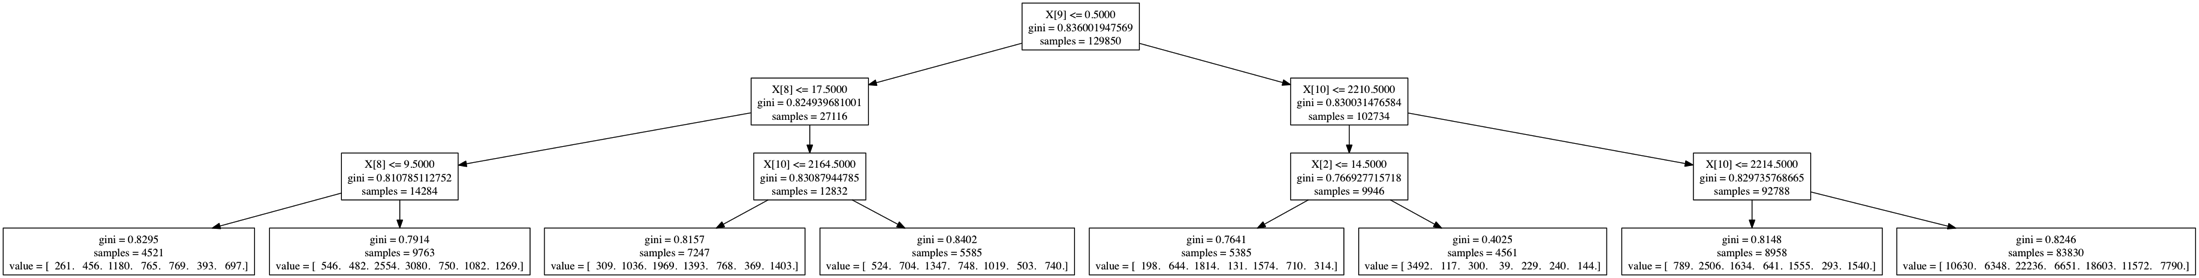 X[9] <= 0.5000
gini = 0.836001947569
samples = 129850
X[8] <= 17.5000
gini = 0.824939681001
samples = 27116
X[10] <= 2210.5000
gini = 0.830031476584
samples = 102734
X[8] <= 9.5000
gini = 0.810785112752
samples = 14284
X[10] <= 2164.5000
gini = 0.83087944785
samples = 12832
X[2] <= 14.5000
gini = 0.766927715718
samples = 9946
X[10] <= 2214.5000
gini = 0.829735768665
samples = 92788
gini = 0.8295
samples = 4521
value = [ 261. 456. 1180. 765. 769. 393. 697.]
gini = 0.7914
samples = 9763
value = [ 546. 482. 2554. 3080. 750. 1082. 1269.]
gini = 0.8157
samples = 7247
value = [ 309. 1036. 1969. 1393. 768. 369. 1403.]
gini = 0.8402
samples = 5585
value = [ 524. 704. 1347. 748. 1019. 503. 740.]
gini = 0.7641
samples = 5385
value = [ 198. 644. 1814. 131. 1574. 710. 314.]
gini = 0.4025
samples = 4561
value = [ 3492. 117. 300. 39. 229. 240. 144.]
gini = 0.8148
samples = 8958
value = [ 789. 2506. 1634. 641. 1555. 293. 1540.]
gini = 0.8246
samples = 83830
value = [ 10630. 6348. 22236. 6651. 18603. 11572. 7790.]